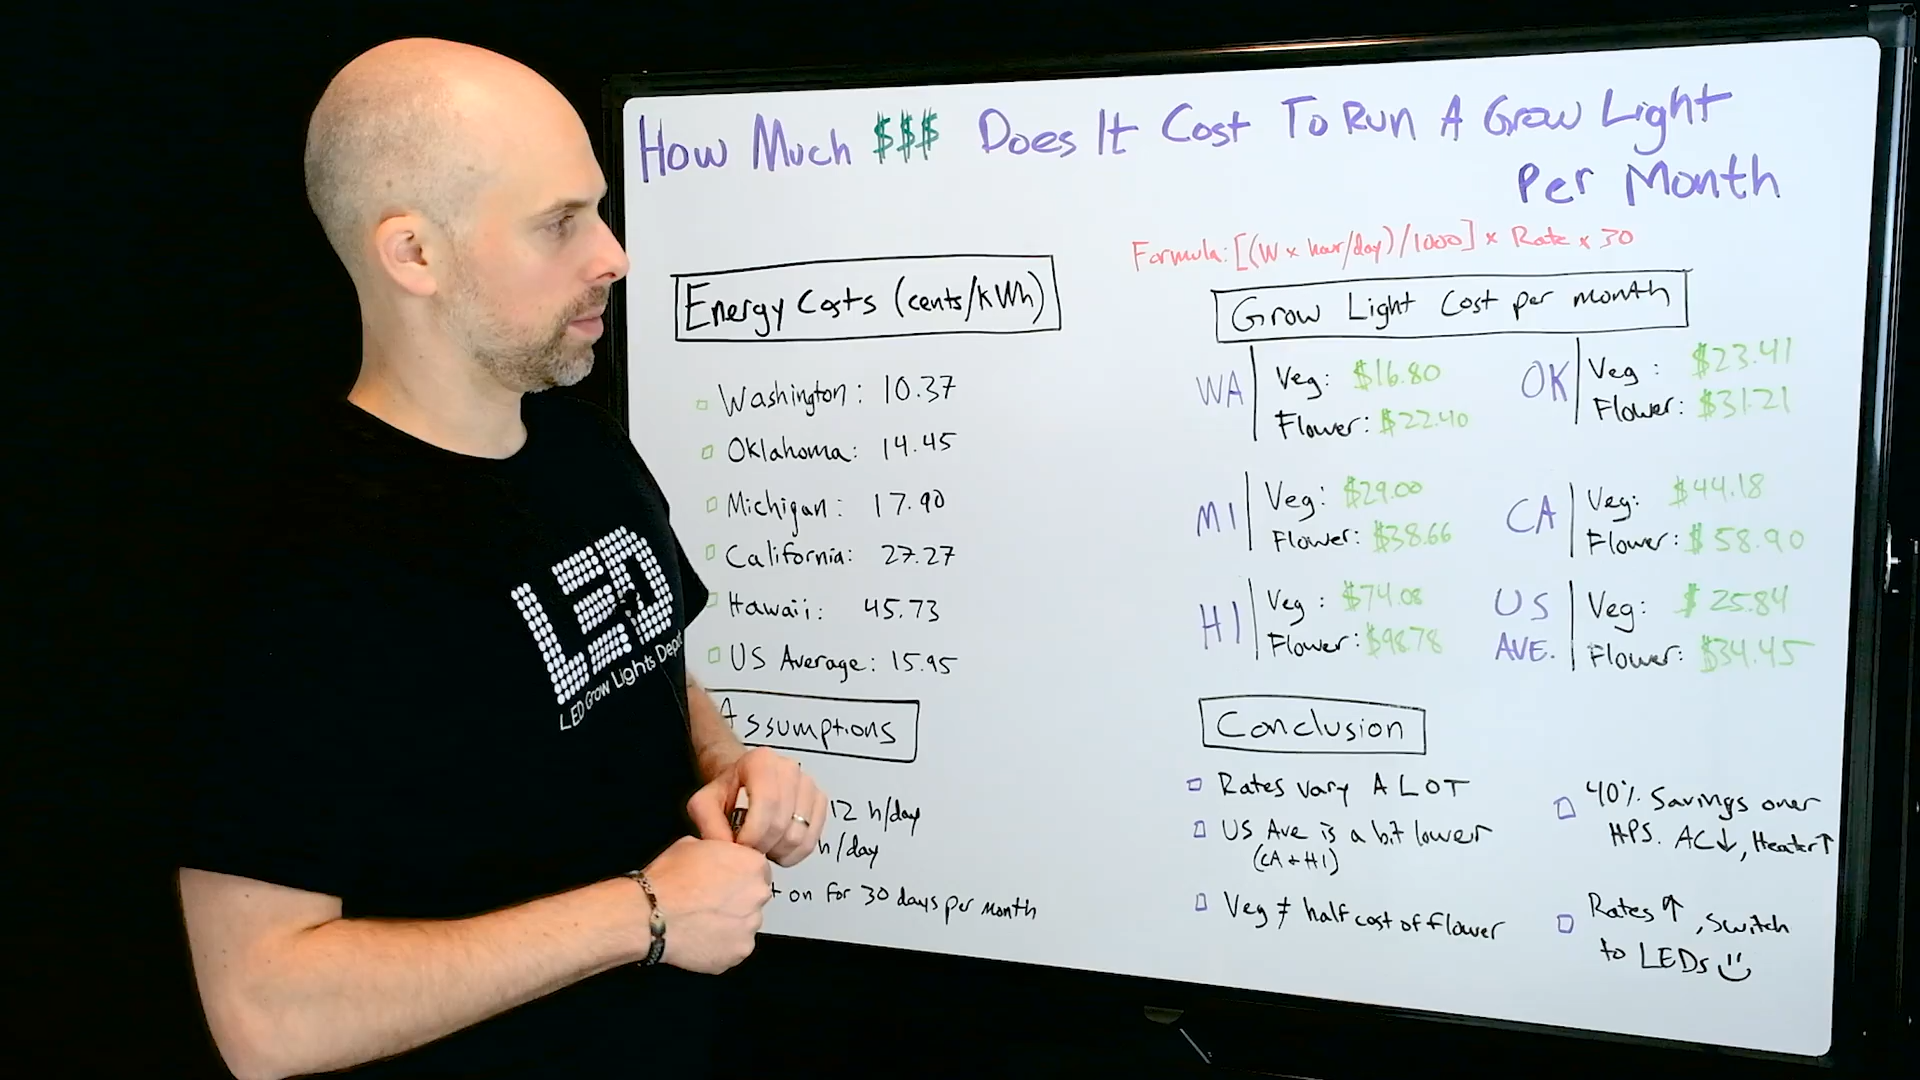 How Much $$$ Does It Cost To Run A Grow Light
Per Month
Formula: [(W x hour/day)/1000] x Rate x 30
Energy Costs (cents/kWh)
Washington: 10.37
Oklahoma: 14.45
Michigan: 17.90
California: 27.27
Hawaii: 45.73
US Average: 15.95
Assumptions
12 h/day
h/day
on for 30 days per month
Grow Light Cost per month
WA
Veg: $16.80
Flower: $22.40
OK
Veg: $23.41
Flower: $31.21
MI
Veg: $29.00
Flower: $38.66
CA
Veg: $44.18
Flower: $58.90
HI
Veg: $74.08
Flower: $98.78
US
AVE.
Veg: $25.84
Flower: $34.45
Conclusion
Rates vary A LOT
US Ave is a bit lower
(CA + HI)
Veg ≠ half cost of flower
40% Savings over
HPS. AC↓, Heater↑
Rates ↑, switch
to LEDs
LED
LED Grow Lights Depot